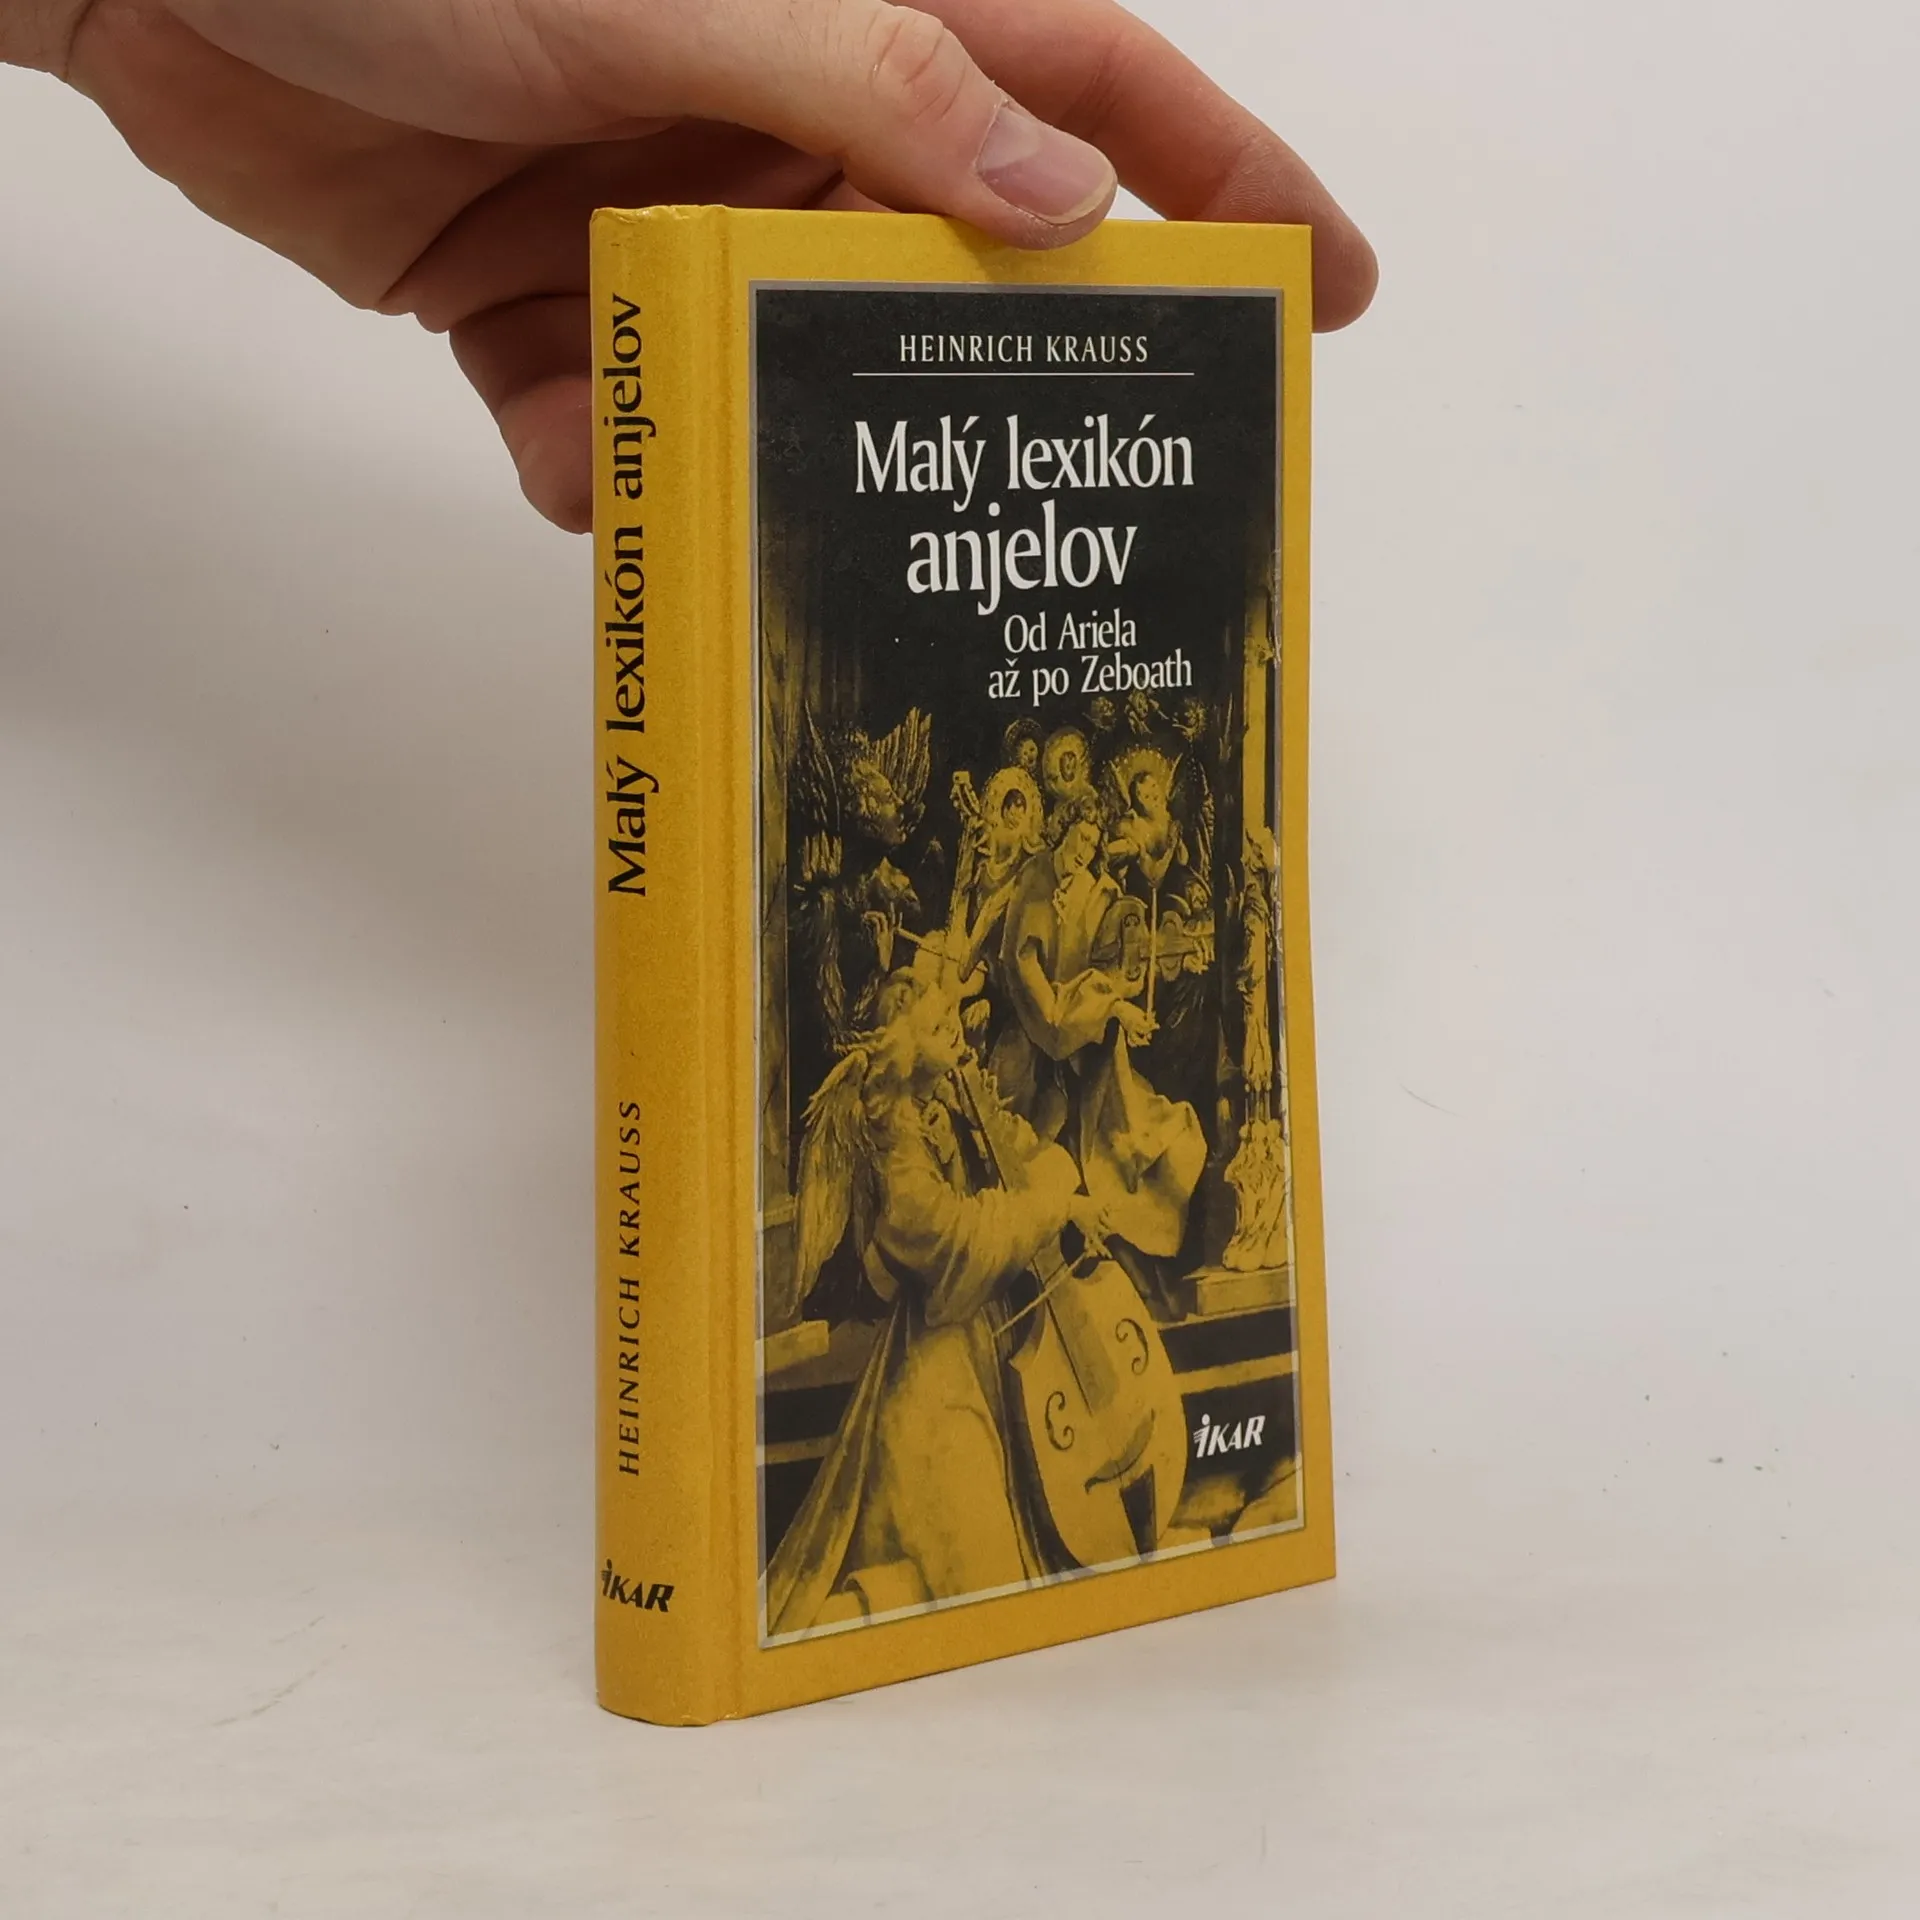 HEINRICH KRAUSS
Malý lexikón
anjelov
Od Ariela
až po Zeboath
IKAR
Malý lexikón anjelov
HEINRICH KRAUSS
IKAR